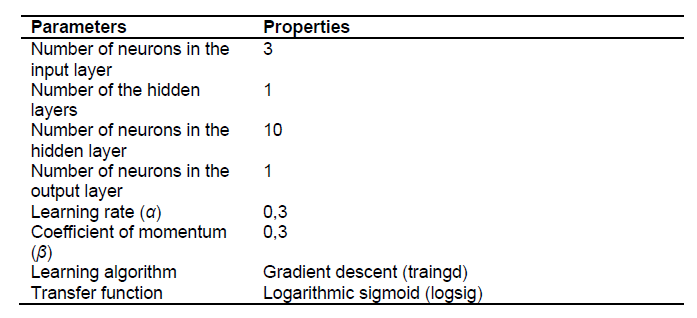 Parameters Properties
Number of neurons in the 3
input layer
Number of the hidden 1
layers
Number of neurons in the 10
hidden layer
Number of neurons in the 1
output layer
Learning rate (α) 0,3
Coefficient of momentum 0,3
(β)
Learning algorithm Gradient descent (traingd)
Transfer function Logarithmic sigmoid (logsig)